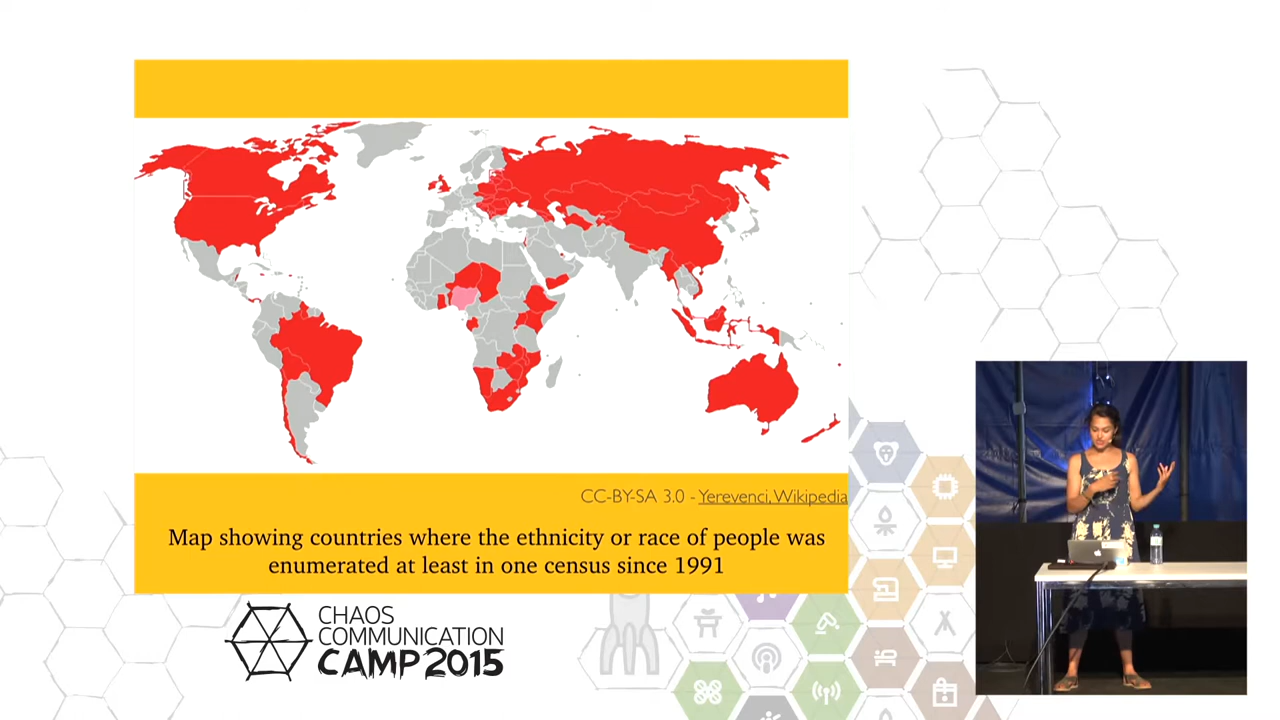 CC-BY-SA 3.0 - Yerevenci, Wikipedia
Map showing countries where the ethnicity or race of people was
enumerated at least in one census since 1991
CHAOS
COMMUNICATION
CAMP 2015